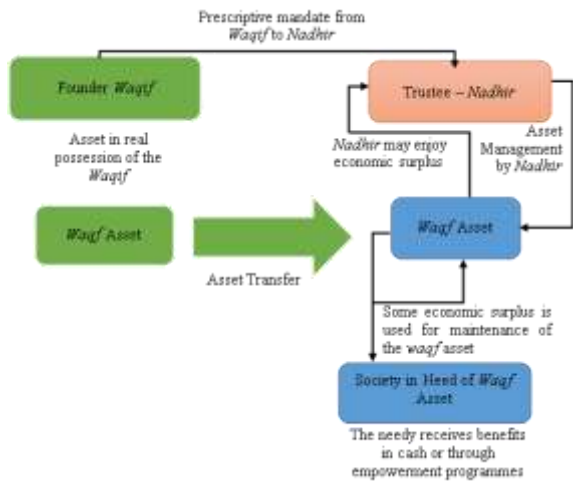 Prescriptive mandate from
Waqif to Nadhir
Founder Waqif
Trustee – Nadhir
Asset in real
possession of the
Waqif
Nadhir may enjoy
economic surplus
Asset
Management
by Nadhir
Waqf Asset
Waqf Asset
Asset Transfer
Some economic surplus is
used for maintenance of
the waqf asset
Society in Heed of Waqf
Asset
The needy receives benefits
in cash or through
empowerment programmes